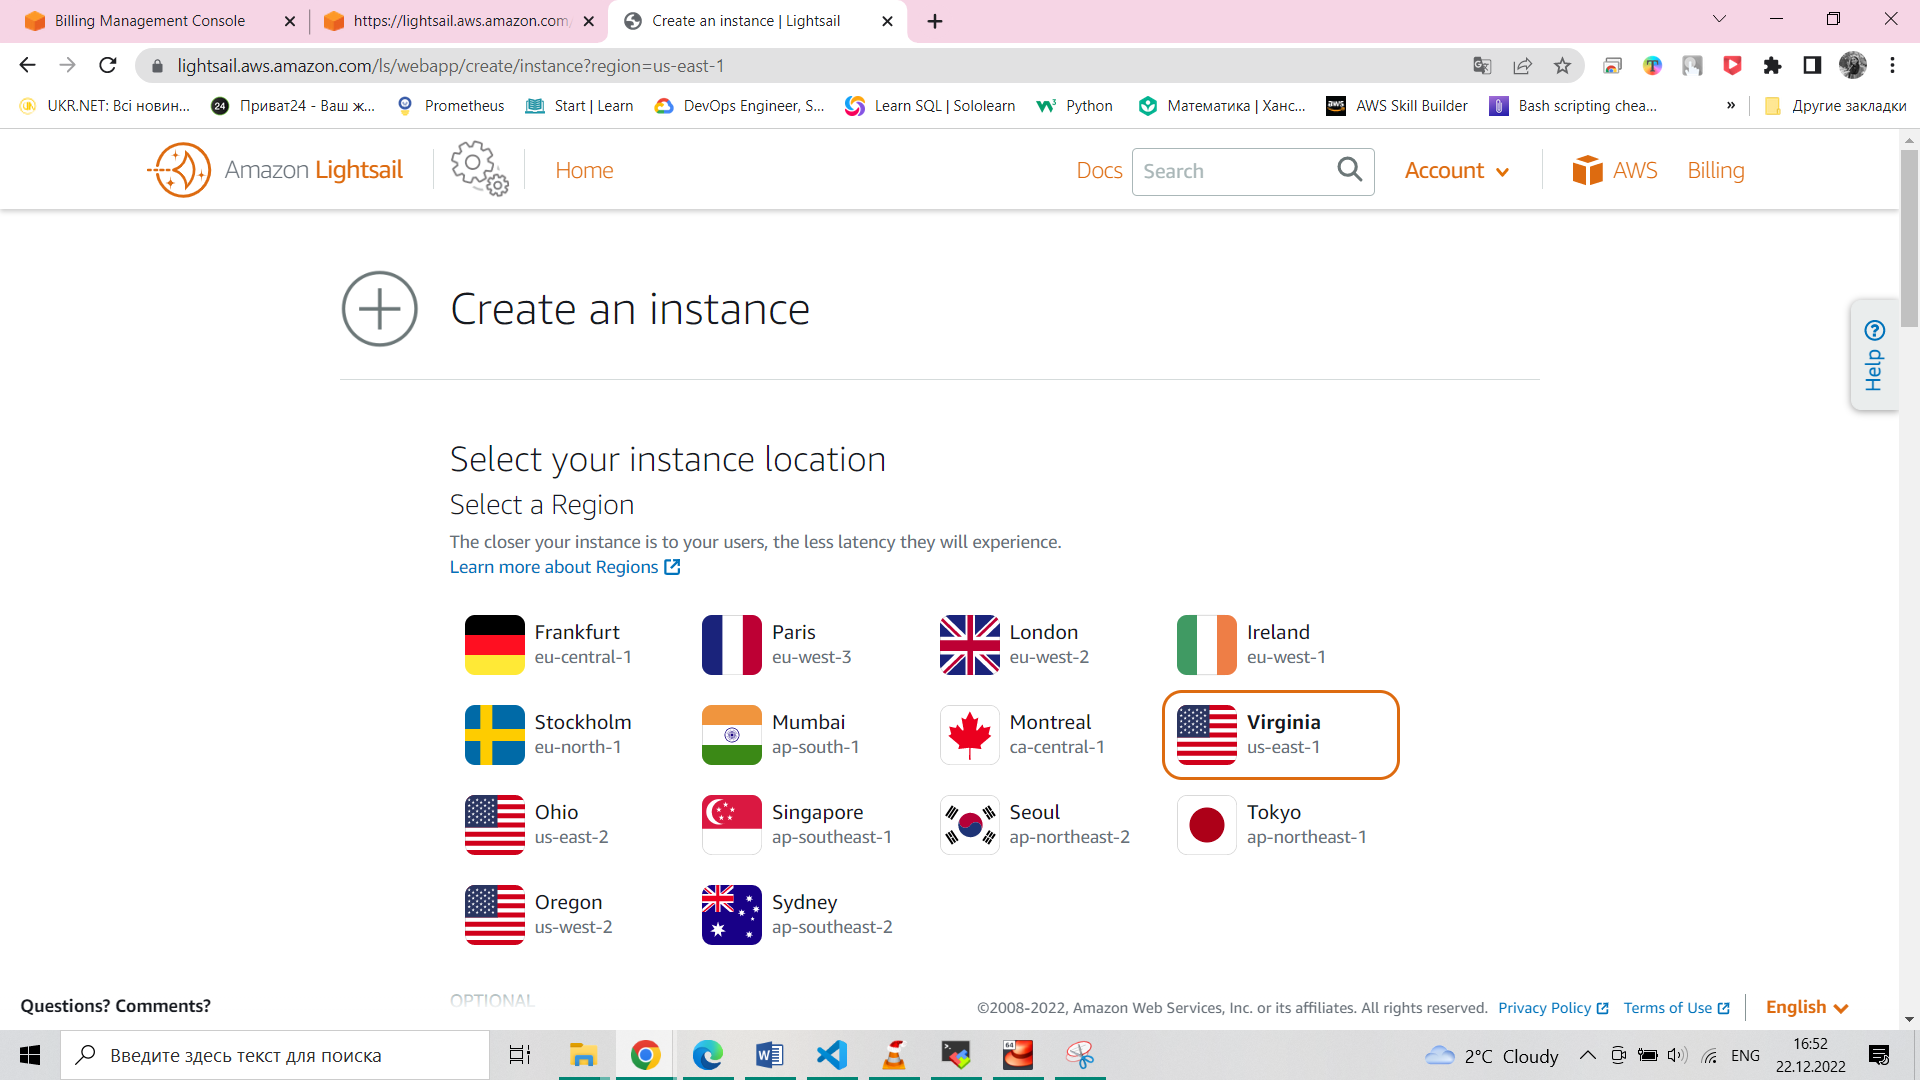 Billing Management Console
https://lightsail.aws.amazon.com/
Create an instance | Lightsail
lightsail.aws.amazon.com/ls/webapp/create/instance?region=us-east-1
UKR.NET: Всі новин...
24
Приват24 - Ваш ж...
Prometheus
Start | Learn
DevOps Engineer, S...
Learn SQL | Sololearn
Python
Математика | Ханс...
aws
AWS Skill Builder
Bash scripting chea...
»
Другие закладки
Amazon Lightsail
Home
Docs
Search
Account
AWS
Billing
Create an instance
Help
Select your instance location
Select a Region
The closer your instance is to your users, the less latency they will experience.
Learn more about Regions
Frankfurt
eu-central-1
Paris
eu-west-3
London
eu-west-2
Ireland
eu-west-1
Stockholm
eu-north-1
Mumbai
ap-south-1
Montreal
ca-central-1
Virginia
us-east-1
Ohio
us-east-2
Singapore
ap-southeast-1
Seoul
ap-northeast-2
Tokyo
ap-northeast-1
Oregon
us-west-2
Sydney
ap-southeast-2
OPTIONAL
Questions? Comments?
©2008-2022, Amazon Web Services, Inc. or its affiliates. All rights reserved.
Privacy Policy
Terms of Use
English
Введите здесь текст для поиска
64
2°C Cloudy
ENG
16:52
22.12.2022